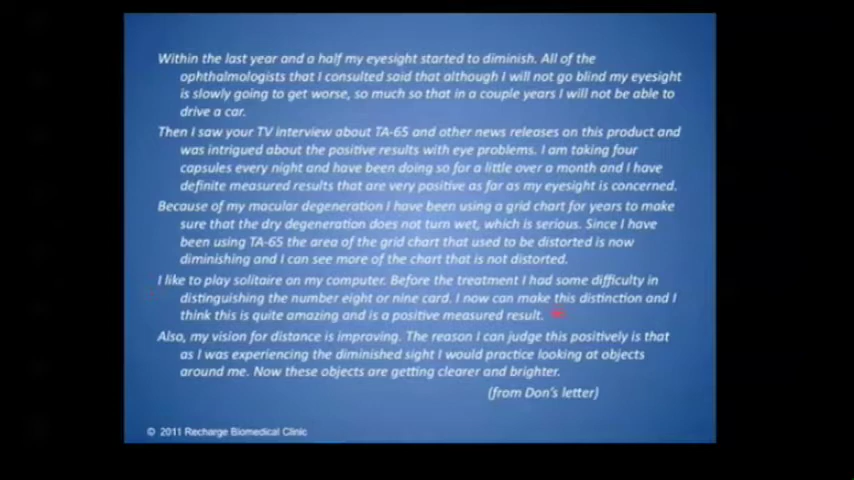 Within the last year and a half my eyesight started to diminish. All of the
ophthalmologists that I consulted said that although I will not go blind my eyesight
is slowly going to get worse, so much so that in a couple years I will not be able to
drive a car.
Then I saw your TV interview about TA-65 and other news releases on this product and
was intrigued about the positive results with eye problems. I am taking four
capsules every night and have been doing so for a little over a month and I have
definite measured results that are very positive as far as my eyesight is concerned.
Because of my macular degeneration I have been using a grid chart for years to make
sure that the dry degeneration does not turn wet, which is serious. Since I have
been using TA-65 the area of the grid chart that used to be distorted is now
diminishing and I can see more of the chart that is not distorted.
I like to play solitaire on my computer. Before the treatment I had some difficulty in
distinguishing the number eight or nine card. I now can make this distinction and I
think this is quite amazing and is a positive measured result.
Also, my vision for distance is improving. The reason I can judge this positively is that
as I was experiencing the diminished sight I would practice looking at objects
around me. Now these objects are getting clearer and brighter.
(from Don's letter)
© 2011 Recharge Biomedical Clinic